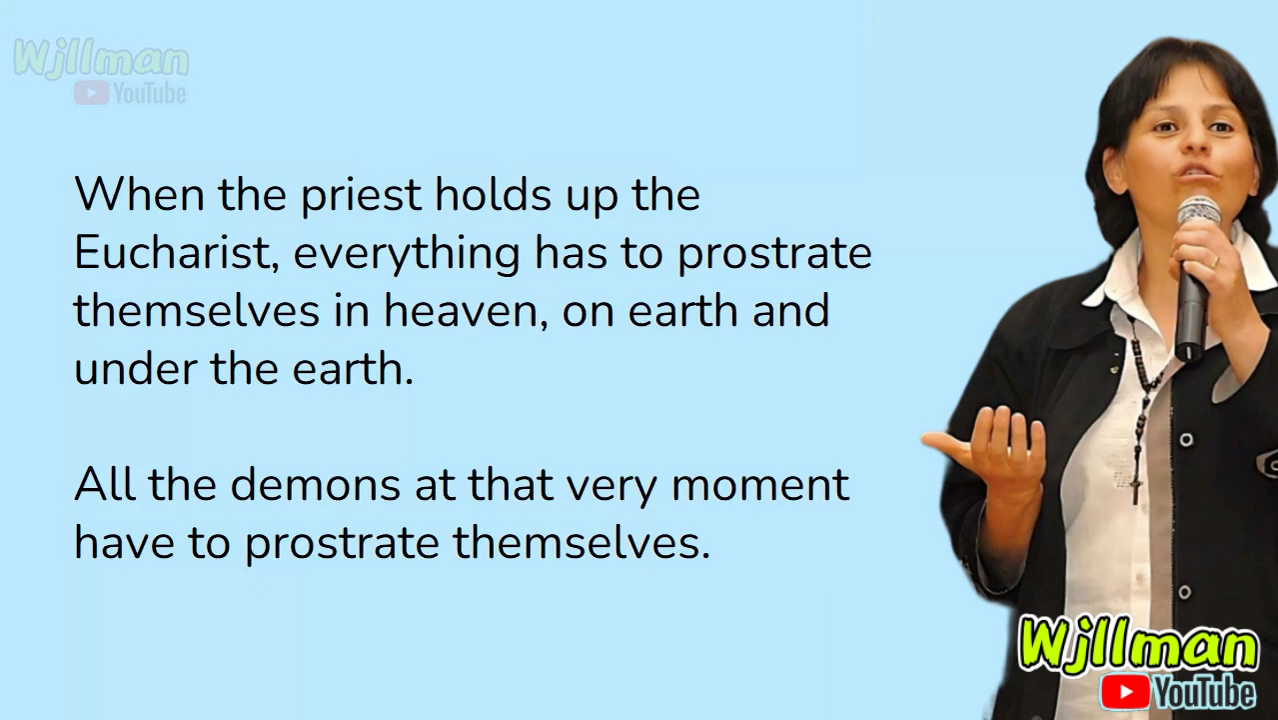 Wjllman
YouTube
When the priest holds up the
Eucharist, everything has to prostrate
themselves in heaven, on earth and
under the earth.
All the demons at that very moment
have to prostrate themselves.
Wjllman
YouTube